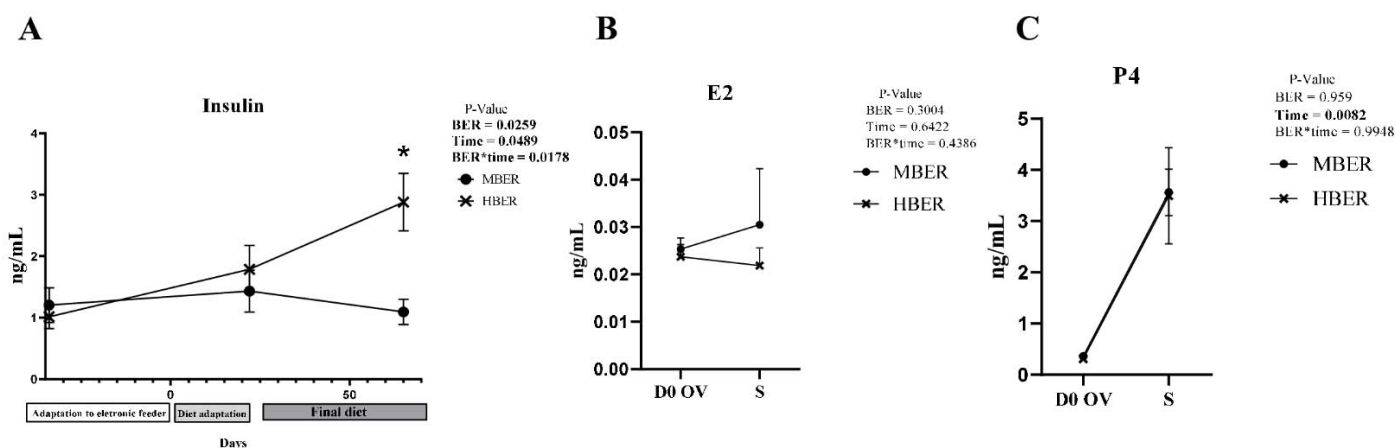 A
Insulin
P-Value
BER = 0.0259
Time = 0.0489
BER*time = 0.0178
MBER
HBER
*
ng/mL
4
3
2
1
0
0
50
Adaptation to eletronic feeder
Diet adaptation
Final diet
Days
B
E2
P-Value
BER = 0.3004
Time = 0.6422
BER*time = 0.4386
MBER
HBER
ng/mL
0.05
0.04
0.03
0.02
0.01
0.00
D0 OV
S
C
P4
P-Value
BER = 0.959
Time = 0.0082
BER*time = 0.9948
MBER
HBER
ng/mL
5
4
3
2
1
0
D0 OV
S